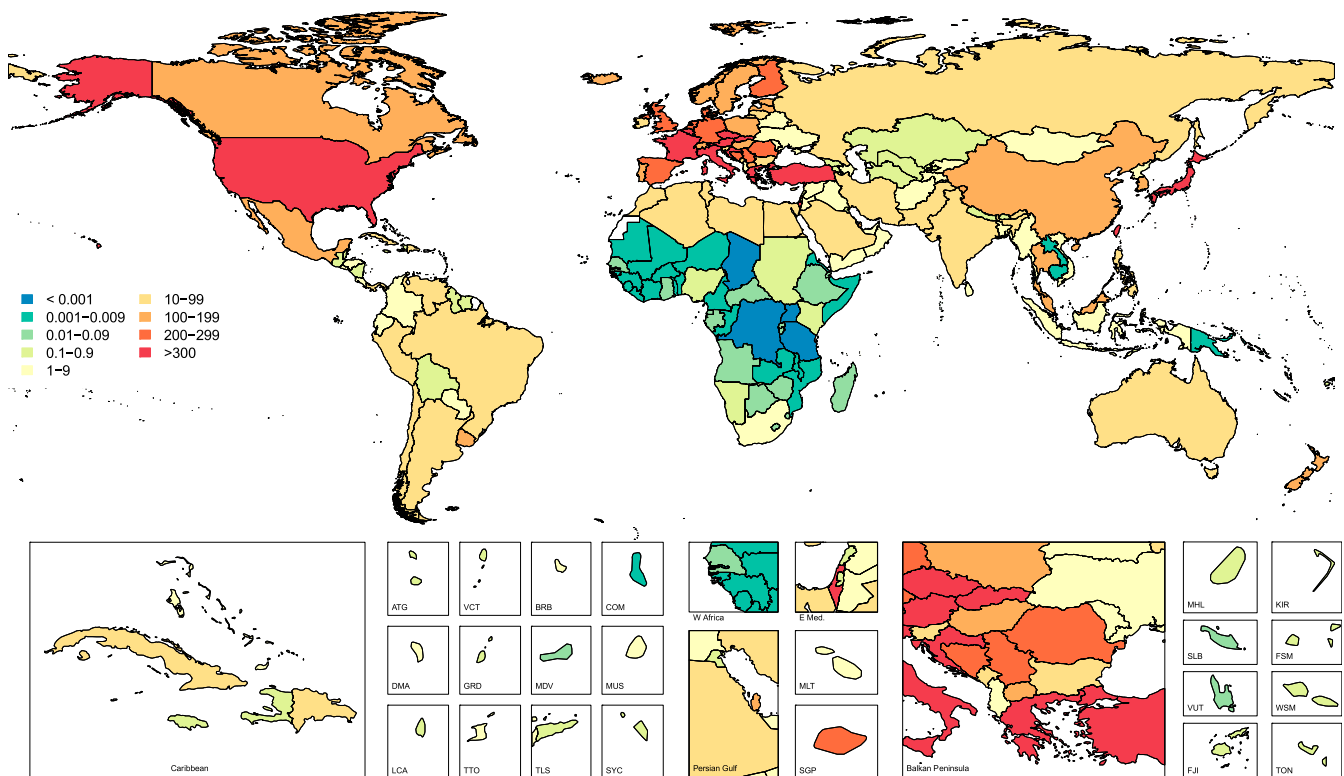 < 0.001
0.001−0.009
0.01−0.09
0.1−0.9
1−9
10−99
100−199
200−299
>300
Caribbean
ATG
VCT
BRB
COM
DMA
GRD
MDV
MUS
LCA
TTO
TLS
SYC
W Africa
E Med.
Persian Gulf
MLT
SGP
Balkan Peninsula
MHL
KIR
SLB
FSM
VUT
WSM
FJI
TON